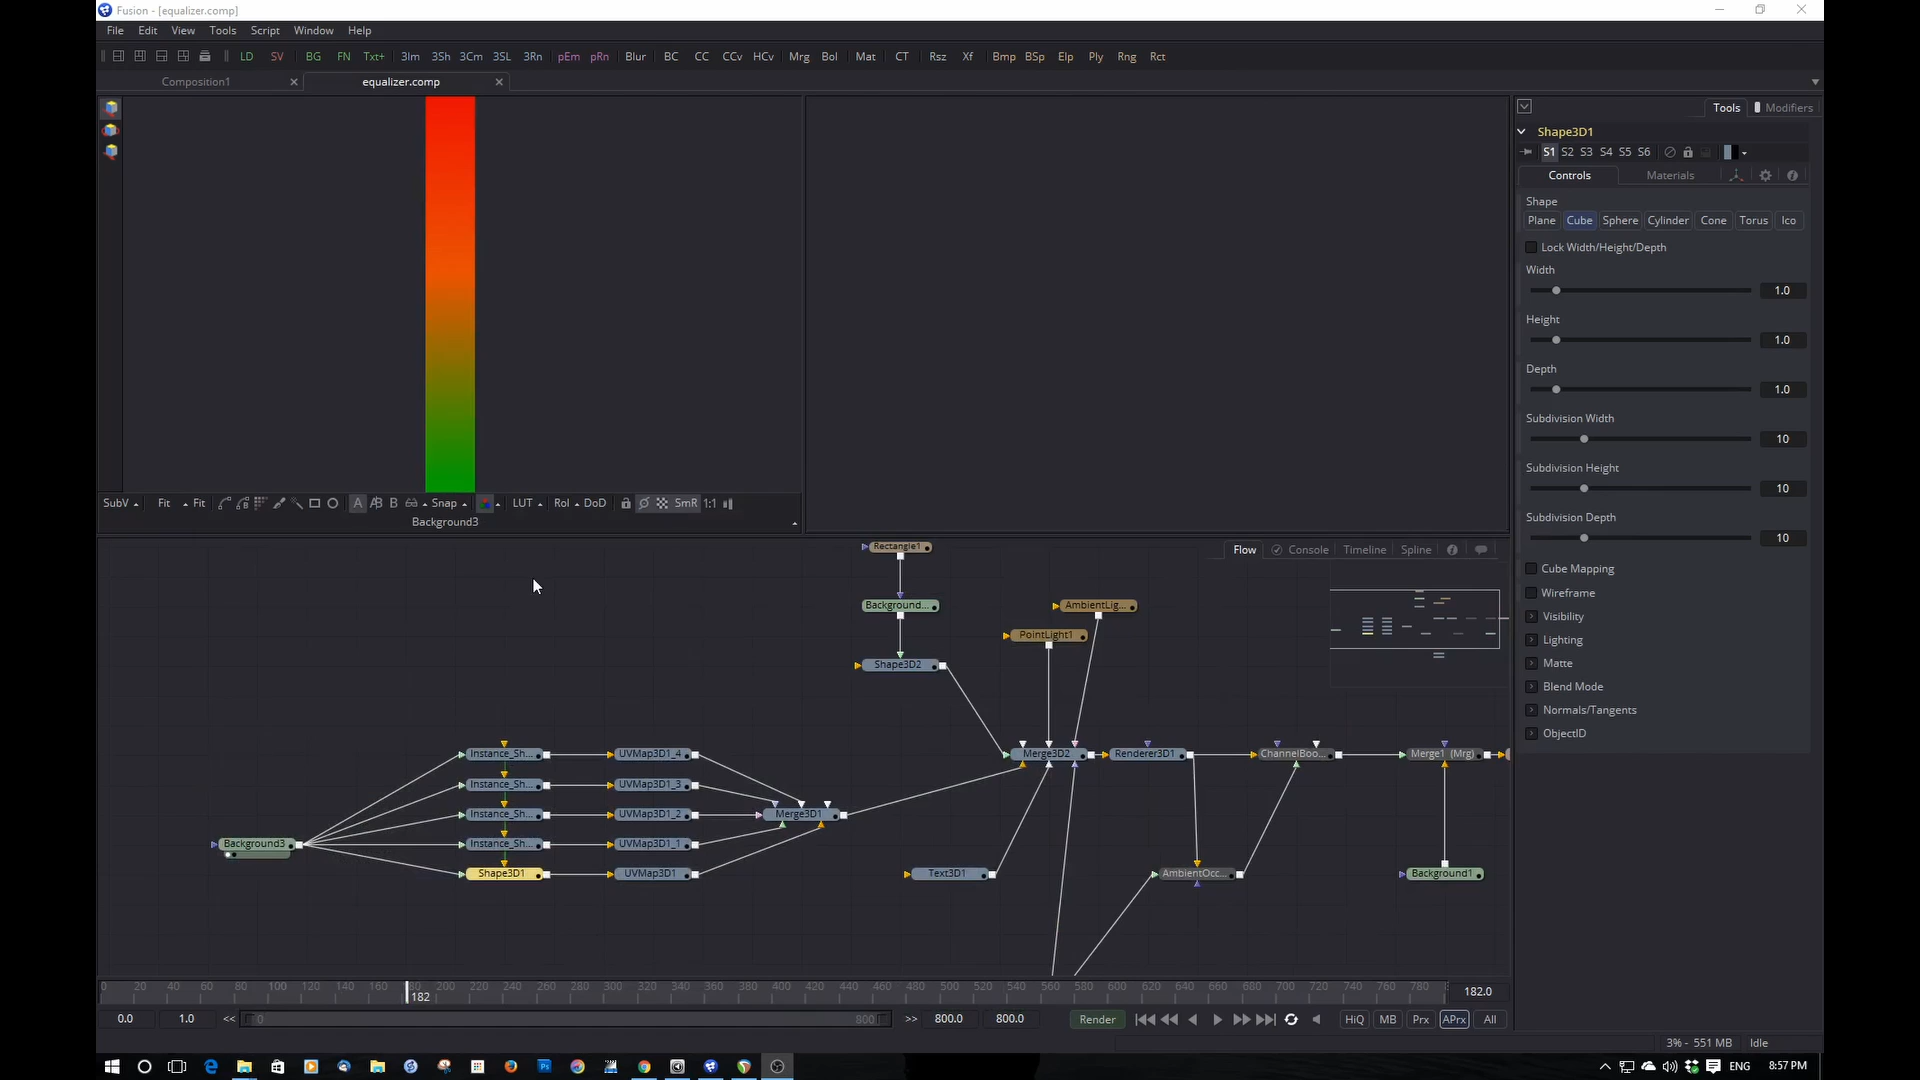 Fusion - [equalizer.comp]
File Edit View Tools Script Window Help
LD SV BG FN Txt+ 3Im 3Sh 3Cm 3SL 3Rn pEm pRn Blur BC CC CCv HCv Mrg Bol Mat CT Rsz Xf Bmp BSp Elp Ply Rng Rct
Composition1 equalizer.comp
Tools Modifiers
Shape3D1
S1 S2 S3 S4 S5 S6
Controls Materials
Shape
Plane Cube Sphere Cylinder Cone Torus Ico
Lock Width/Height/Depth
Width
1.0
Height
1.0
Depth
1.0
Subdivision Width
10
Subdivision Height
10
Subdivision Depth
10
Cube Mapping
Wireframe
Visibility
Lighting
Matte
Blend Mode
Normals/Tangents
ObjectID
SubV Fit Fit A B Snap LUT RoI DoD SmR 1:1
Background3
Flow Console Timeline Spline
Rectangle1
Background... AmbientLig...
PointLight1
Shape3D2
Instance_Sh... UVMap3D1_4 Merge3D2 Renderer3D1 ChannelBoo... Merge1 (Mrg)
Instance_Sh... UVMap3D1_3
Instance_Sh... UVMap3D1_2 Merge3D1
Background3 Instance_Sh... UVMap3D1_1
Shape3D1 UVMap3D1 Text3D1 AmbientOcc... Background1
0 20 40 60 80 100 120 140 160 180 200 220 240 260 280 300 320 340 360 380 400 420 440 460 480 500 520 540 560 580 600 620 640 660 680 700 720 740 760 780
182
182.0
0.0 1.0 << 0 800 >> 800.0 800.0 Render HiQ MB Prx APrx All
3% - 551 MB Idle
ENG 8:57 PM